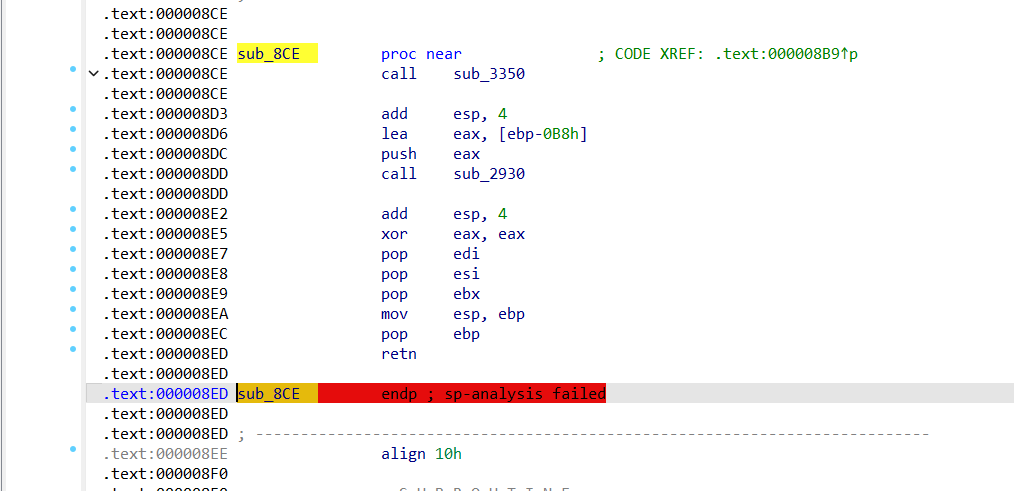 .text:000008CE
.text:000008CE
.text:000008CE sub_8CE proc near ; CODE XREF: .text:000008B9↑p
.text:000008CE call sub_3350
.text:000008CE
.text:000008D3 add esp, 4
.text:000008D6 lea eax, [ebp-0B8h]
.text:000008DC push eax
.text:000008DD call sub_2930
.text:000008DD
.text:000008E2 add esp, 4
.text:000008E5 xor eax, eax
.text:000008E7 pop edi
.text:000008E8 pop esi
.text:000008E9 pop ebx
.text:000008EA mov esp, ebp
.text:000008EC pop ebp
.text:000008ED retn
.text:000008ED
.text:000008ED sub_8CE endp ; sp-analysis failed
.text:000008ED
.text:000008ED ; ---------------------------------------------------------------------------
.text:000008EE align 10h
.text:000008F0